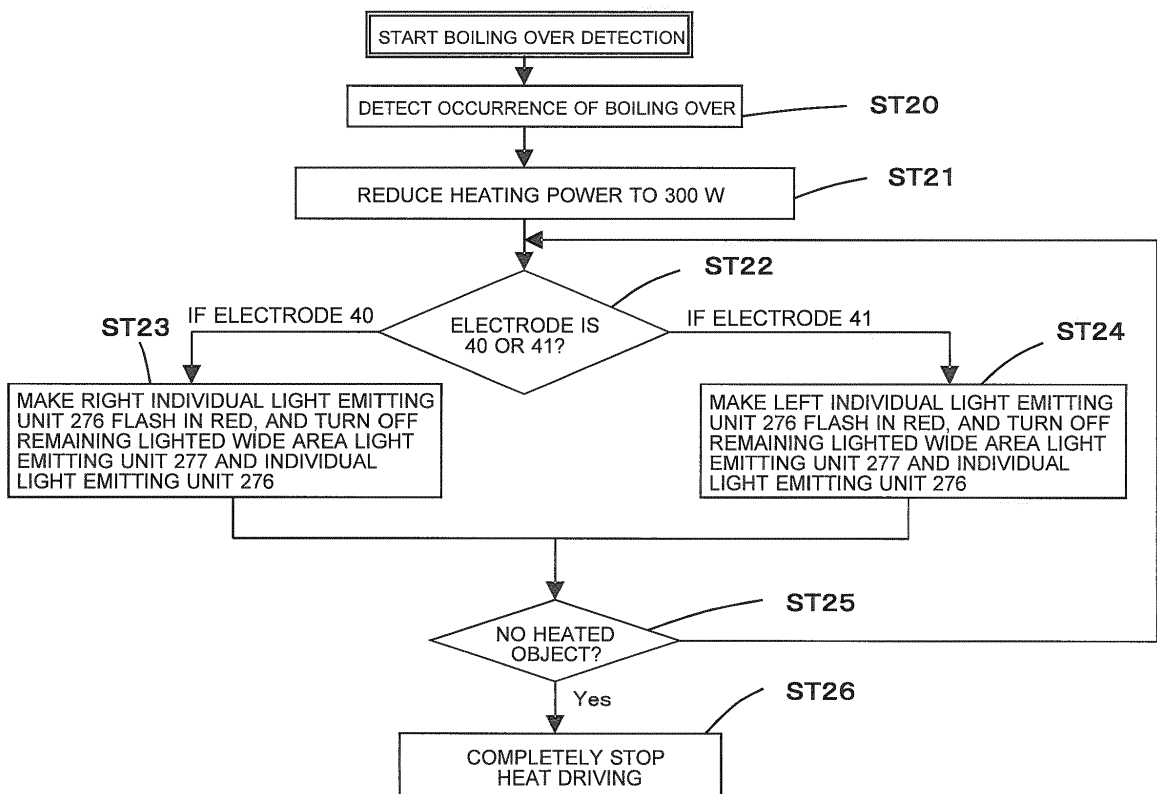 START BOILING OVER DETECTION
DETECT OCCURRENCE OF BOILING OVER
ST20
REDUCE HEATING POWER TO 300 W
ST21
ST22
ELECTRODE IS
40 OR 41?
IF ELECTRODE 40
IF ELECTRODE 41
ST23
MAKE RIGHT INDIVIDUAL LIGHT EMITTING
UNIT 276 FLASH IN RED, AND TURN OFF
REMAINING LIGHTED WIDE AREA LIGHT
EMITTING UNIT 277 AND INDIVIDUAL
LIGHT EMITTING UNIT 276
ST24
MAKE LEFT INDIVIDUAL LIGHT EMITTING
UNIT 276 FLASH IN RED, AND TURN OFF
REMAINING LIGHTED WIDE AREA LIGHT
EMITTING UNIT 277 AND INDIVIDUAL
LIGHT EMITTING UNIT 276
ST25
NO HEATED
OBJECT?
Yes
ST26
COMPLETELY STOP
HEAT DRIVING